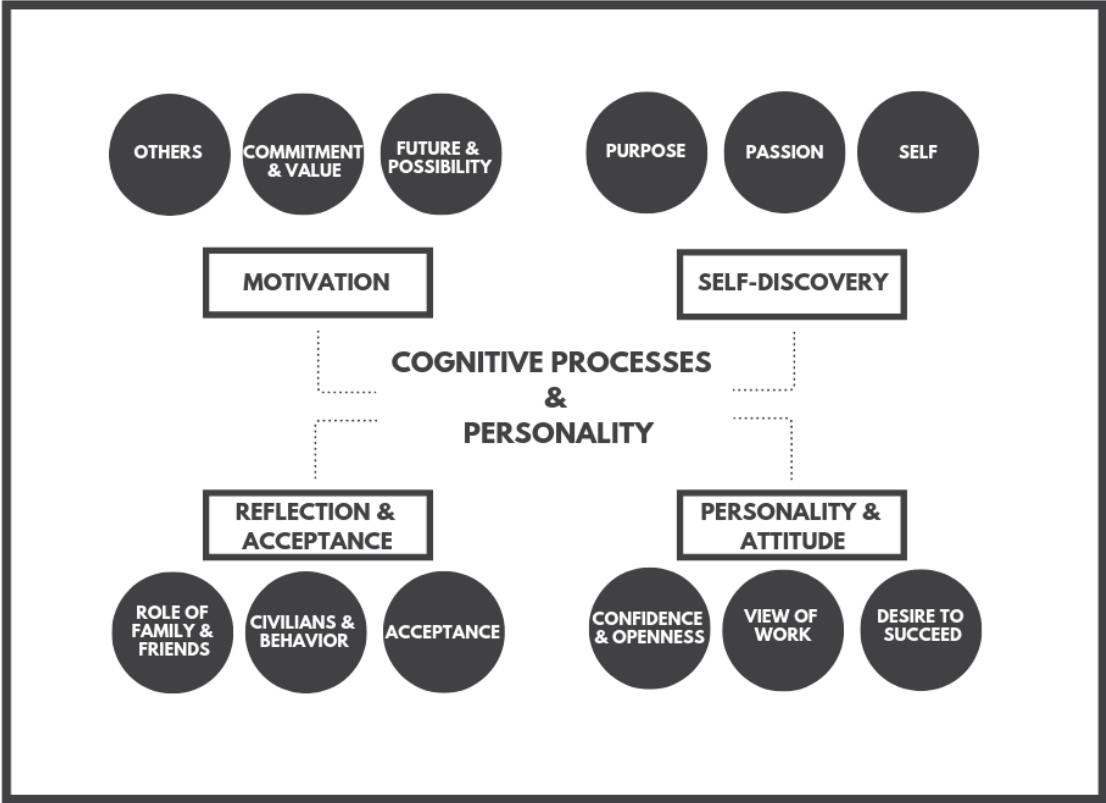 OTHERS
COMMITMENT
& VALUE
FUTURE &
POSSIBILITY
PURPOSE
PASSION
SELF
MOTIVATION
SELF-DISCOVERY
COGNITIVE PROCESSES
&
PERSONALITY
REFLECTION &
ACCEPTANCE
PERSONALITY &
ATTITUDE
ROLE OF
FAMILY &
FRIENDS
CIVILIANS &
BEHAVIOR
ACCEPTANCE
CONFIDENCE
& OPENNESS
VIEW OF
WORK
DESIRE TO
SUCCEED